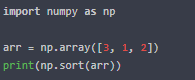 import numpy as np
arr = np.array([3, 1, 2])
print(np.sort(arr))